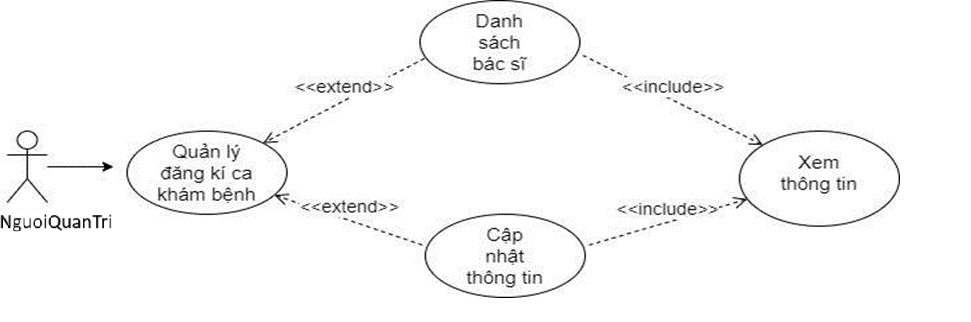 Danh
sách
bác sĩ
<<extend>>
<<include>>
Quản lý
đăng kí ca
khám bệnh
Xem
thông tin
NguoiQuanTri
<<extend>>
<<include>>
Cập
nhật
thông tin